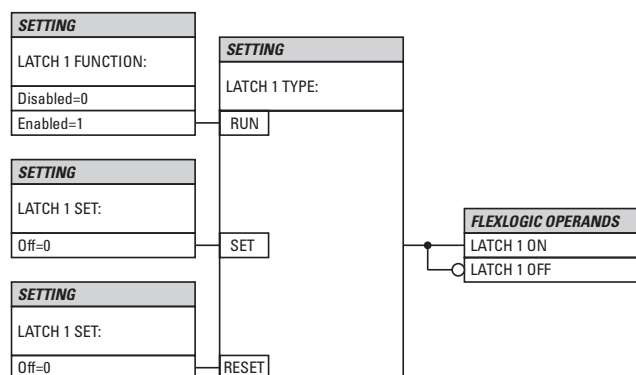 SETTING
LATCH 1 FUNCTION:
Disabled=0
Enabled=1
SETTING
LATCH 1 TYPE:
RUN
SETTING
LATCH 1 SET:
Off=0
SET
FLEXLOGIC OPERANDS
LATCH 1 ON
LATCH 1 OFF
SETTING
LATCH 1 SET:
Off=0
RESET